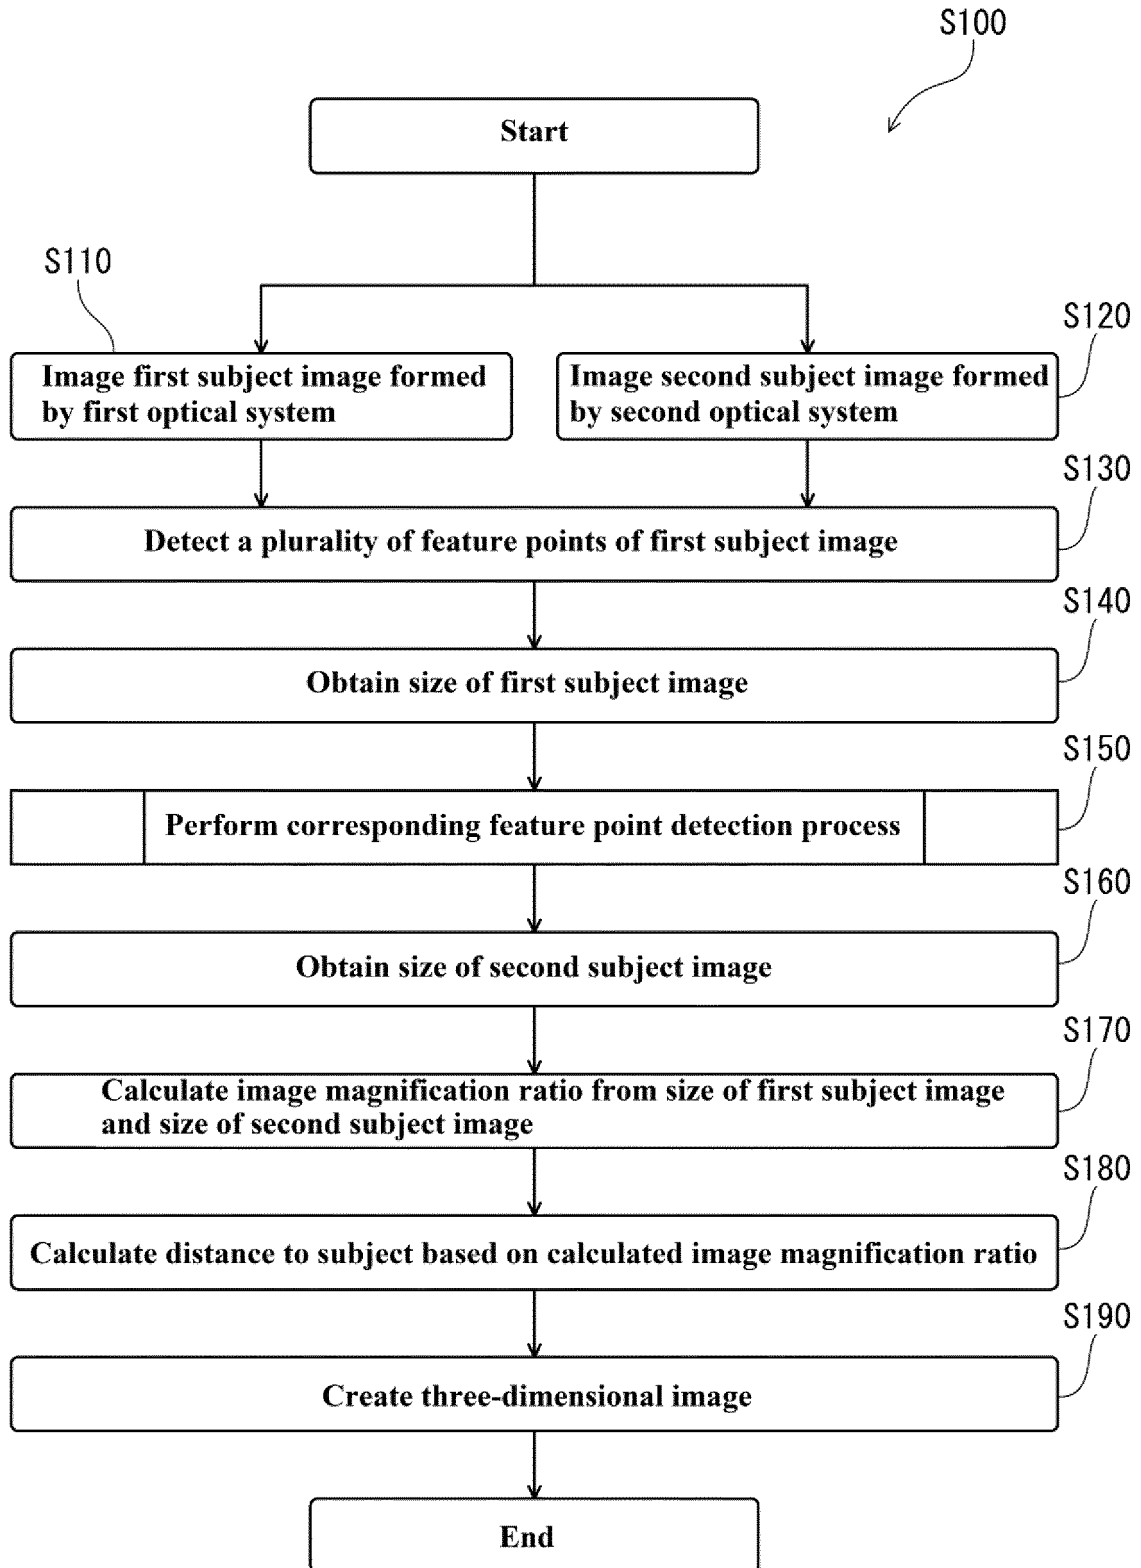 S100
Start
S110
S120
Image first subject image formed
by first optical system
Image second subject image formed
by second optical system
S130
Detect a plurality of feature points of first subject image
S140
Obtain size of first subject image
S150
Perform corresponding feature point detection process
S160
Obtain size of second subject image
S170
Calculate image magnification ratio from size of first subject image
and size of second subject image
S180
Calculate distance to subject based on calculated image magnification ratio
S190
Create three-dimensional image
End